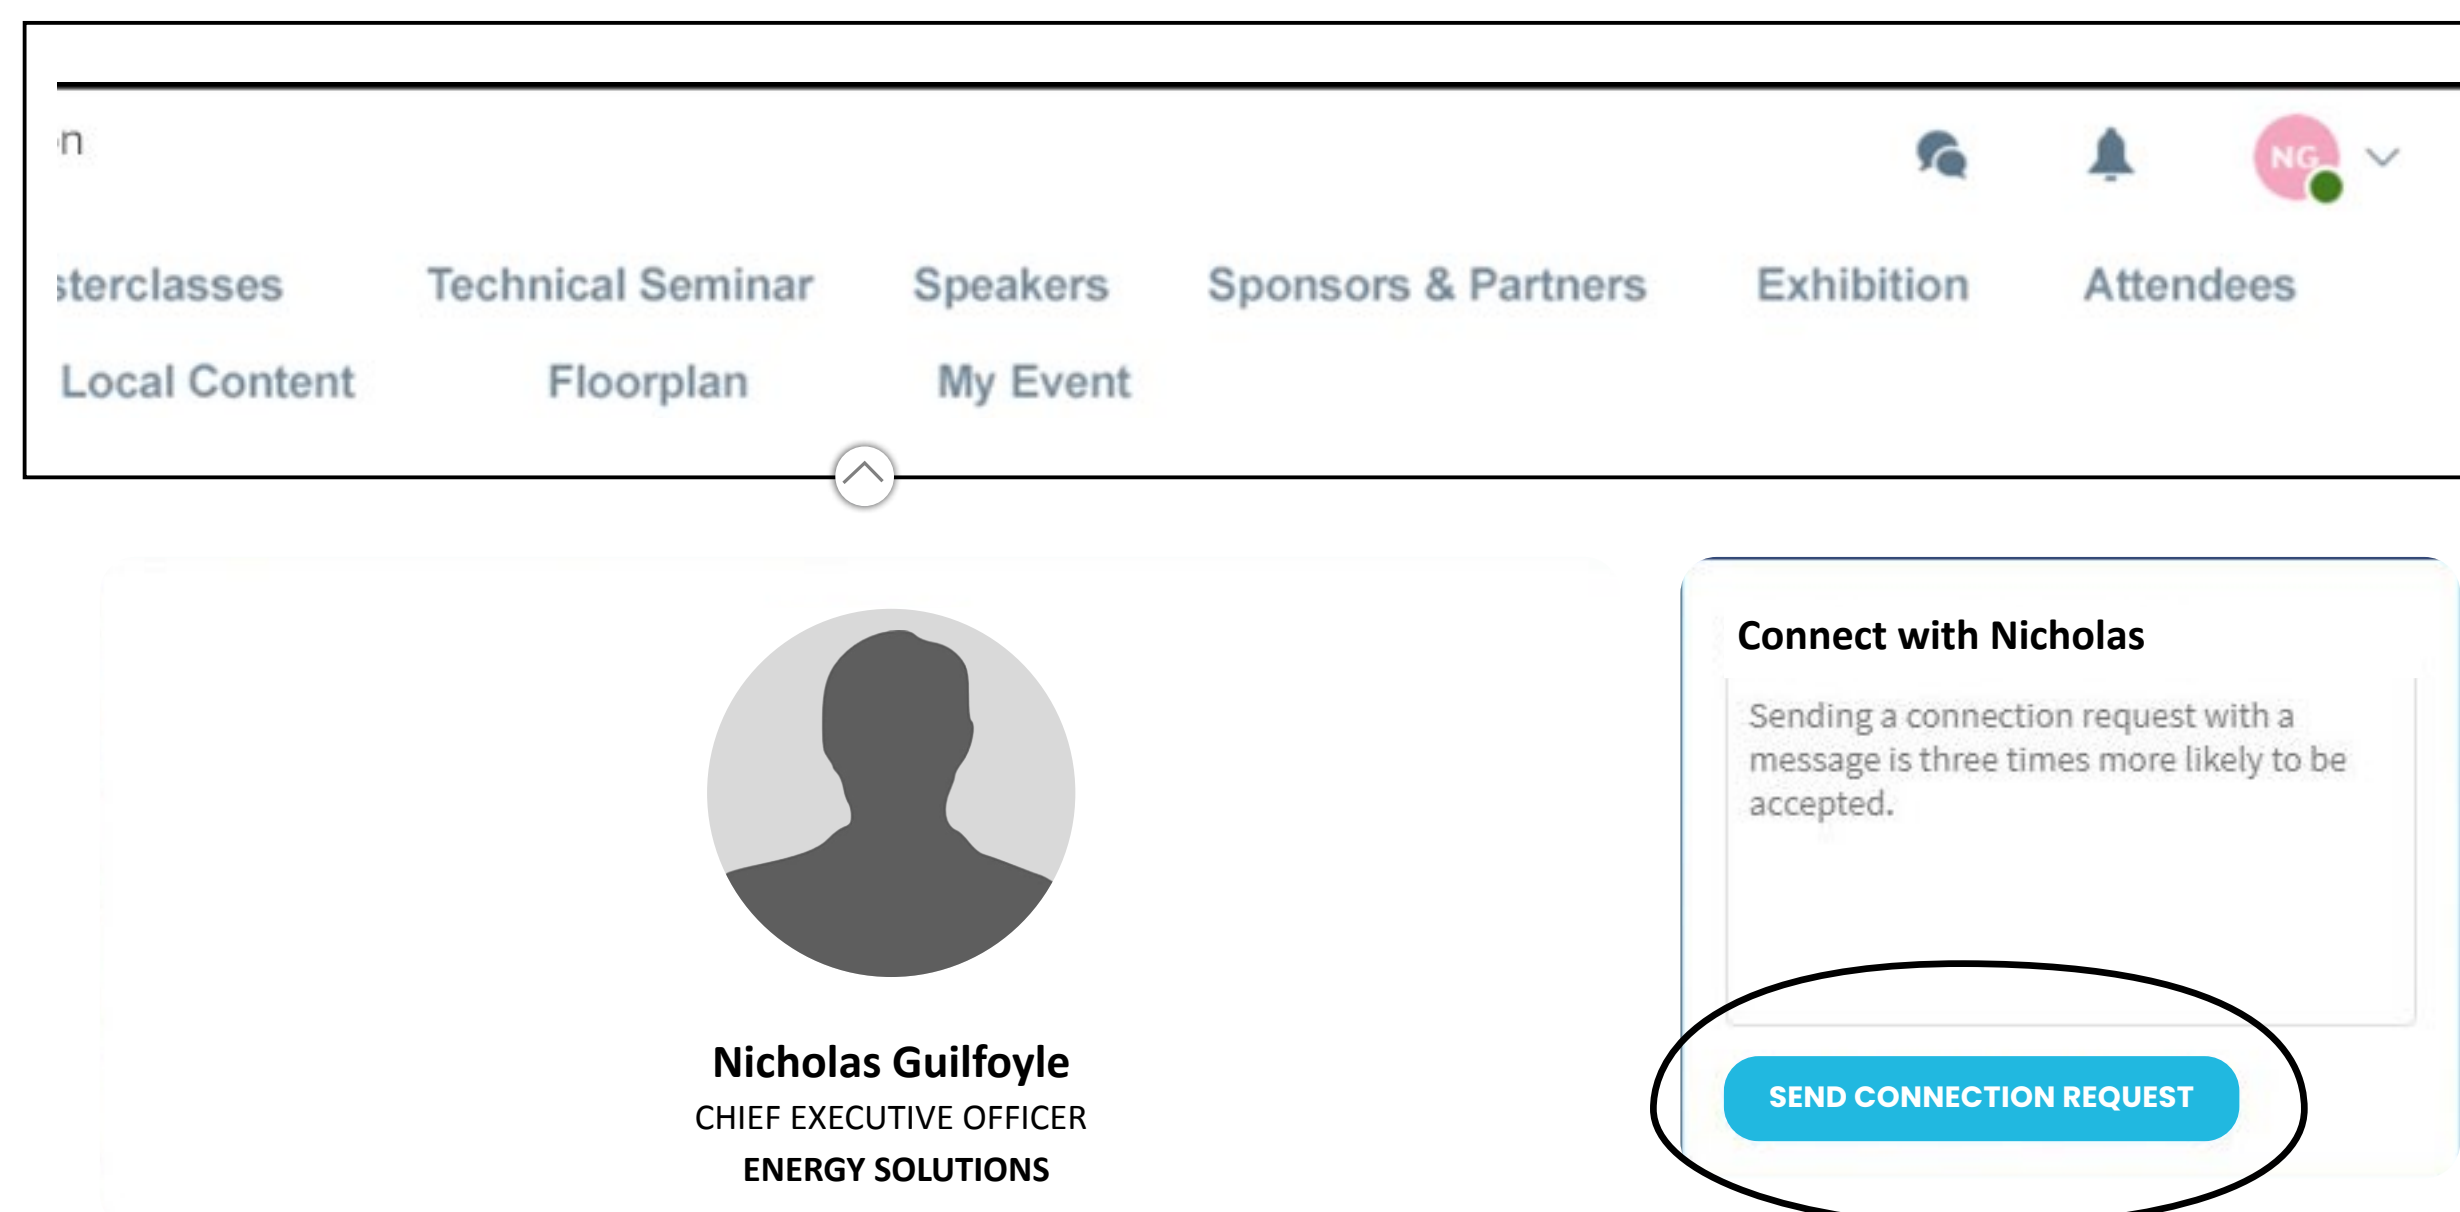 on
sterclasses Technical Seminar Speakers Sponsors & Partners Exhibition Attendees
Local Content Floorplan My Event
NG
Connect with Nicholas
Sending a connection request with a
message is three times more likely to be
accepted.
SEND CONNECTION REQUEST
Nicholas Guilfoyle
CHIEF EXECUTIVE OFFICER
ENERGY SOLUTIONS